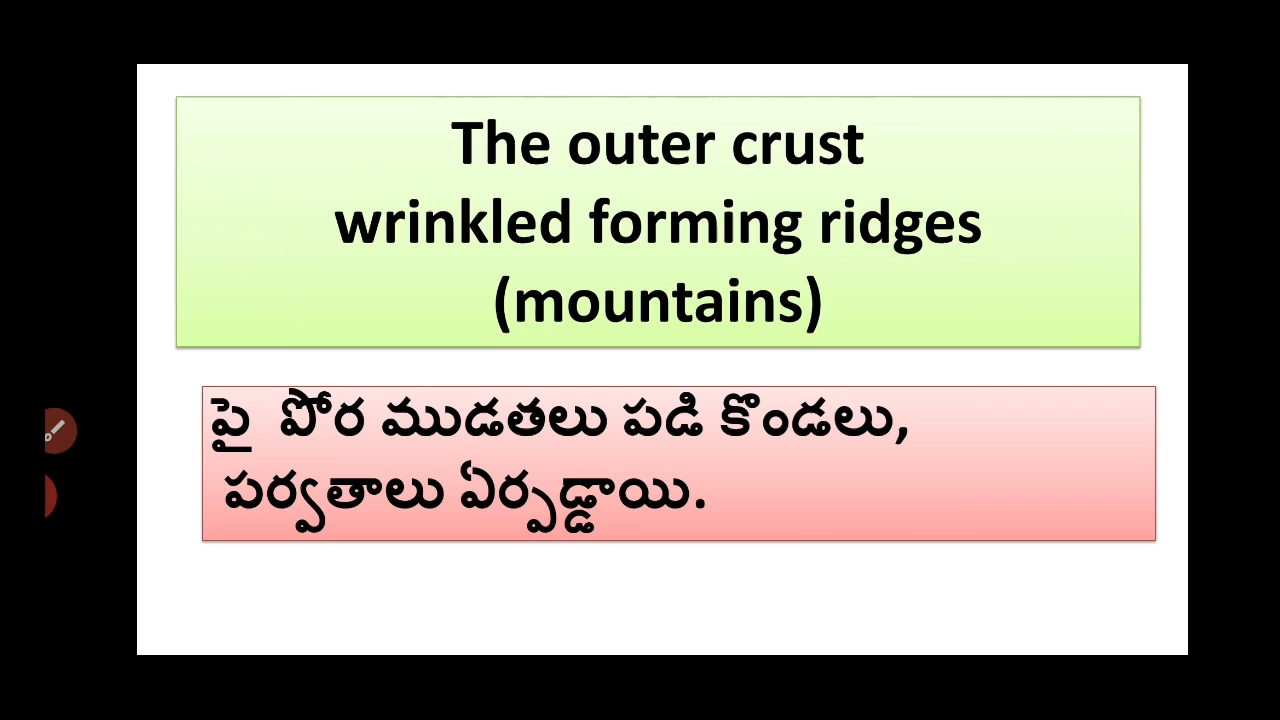 The outer crust
wrinkled forming ridges
(mountains)
పై పోర ముడతలు పడి కొండలు,
పర్వతాలు ఏర్పడ్డాయి.